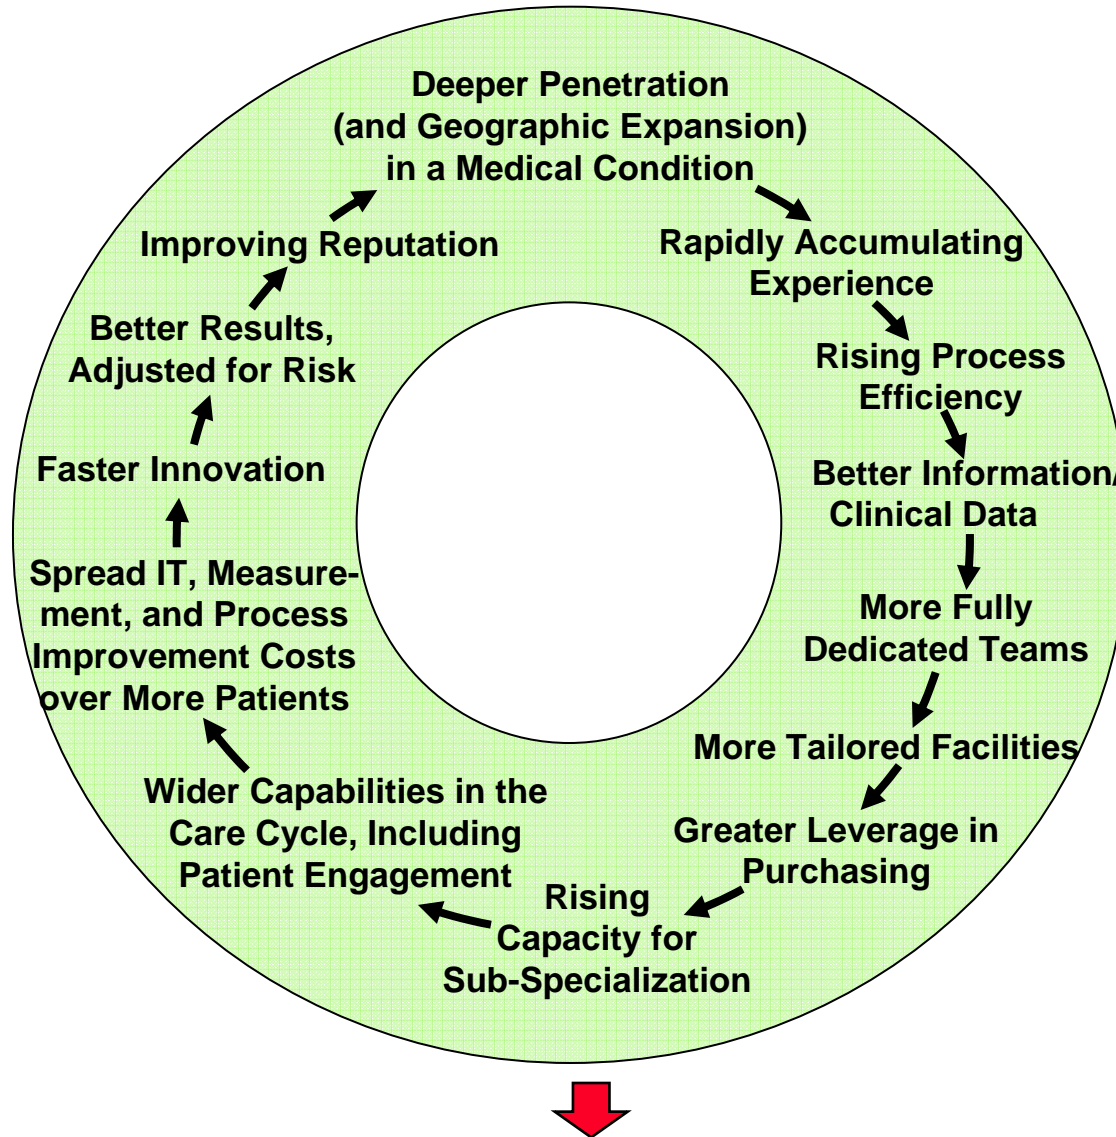 Deeper Penetration
(and Geographic Expansion)
in a Medical Condition
Rapidly Accumulating
Experience
Rising Process
Efficiency
Better Information/
Clinical Data
More Fully
Dedicated Teams
More Tailored Facilities
Greater Leverage in
Purchasing
Rising
Capacity for
Sub-Specialization
Wider Capabilities in the
Care Cycle, Including
Patient Engagement
Spread IT, Measure-
ment, and Process
Improvement Costs
over More Patients
Faster Innovation
Better Results,
Adjusted for Risk
Improving Reputation